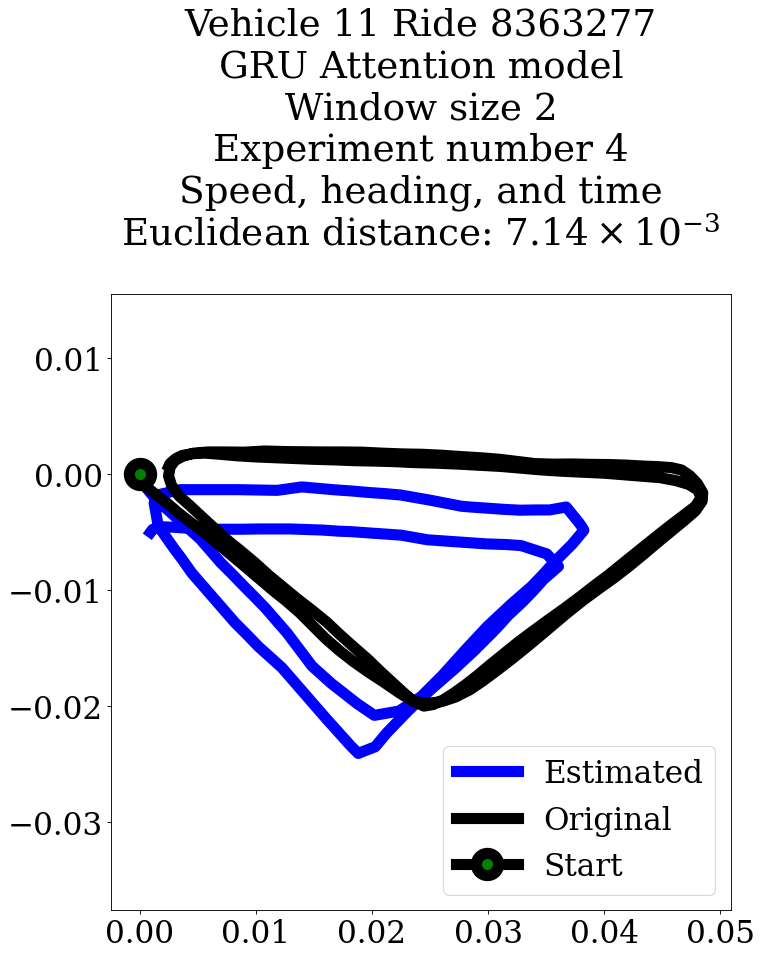 Vehicle 11 Ride 8363277
GRU Attention model
Window size 2
Experiment number 4
Speed, heading, and time
Euclidean distance: 7.14 × 10⁻³
0.01
0.00
−0.01
−0.02
−0.03
Estimated
Original
Start
0.00 0.01 0.02 0.03 0.04 0.05